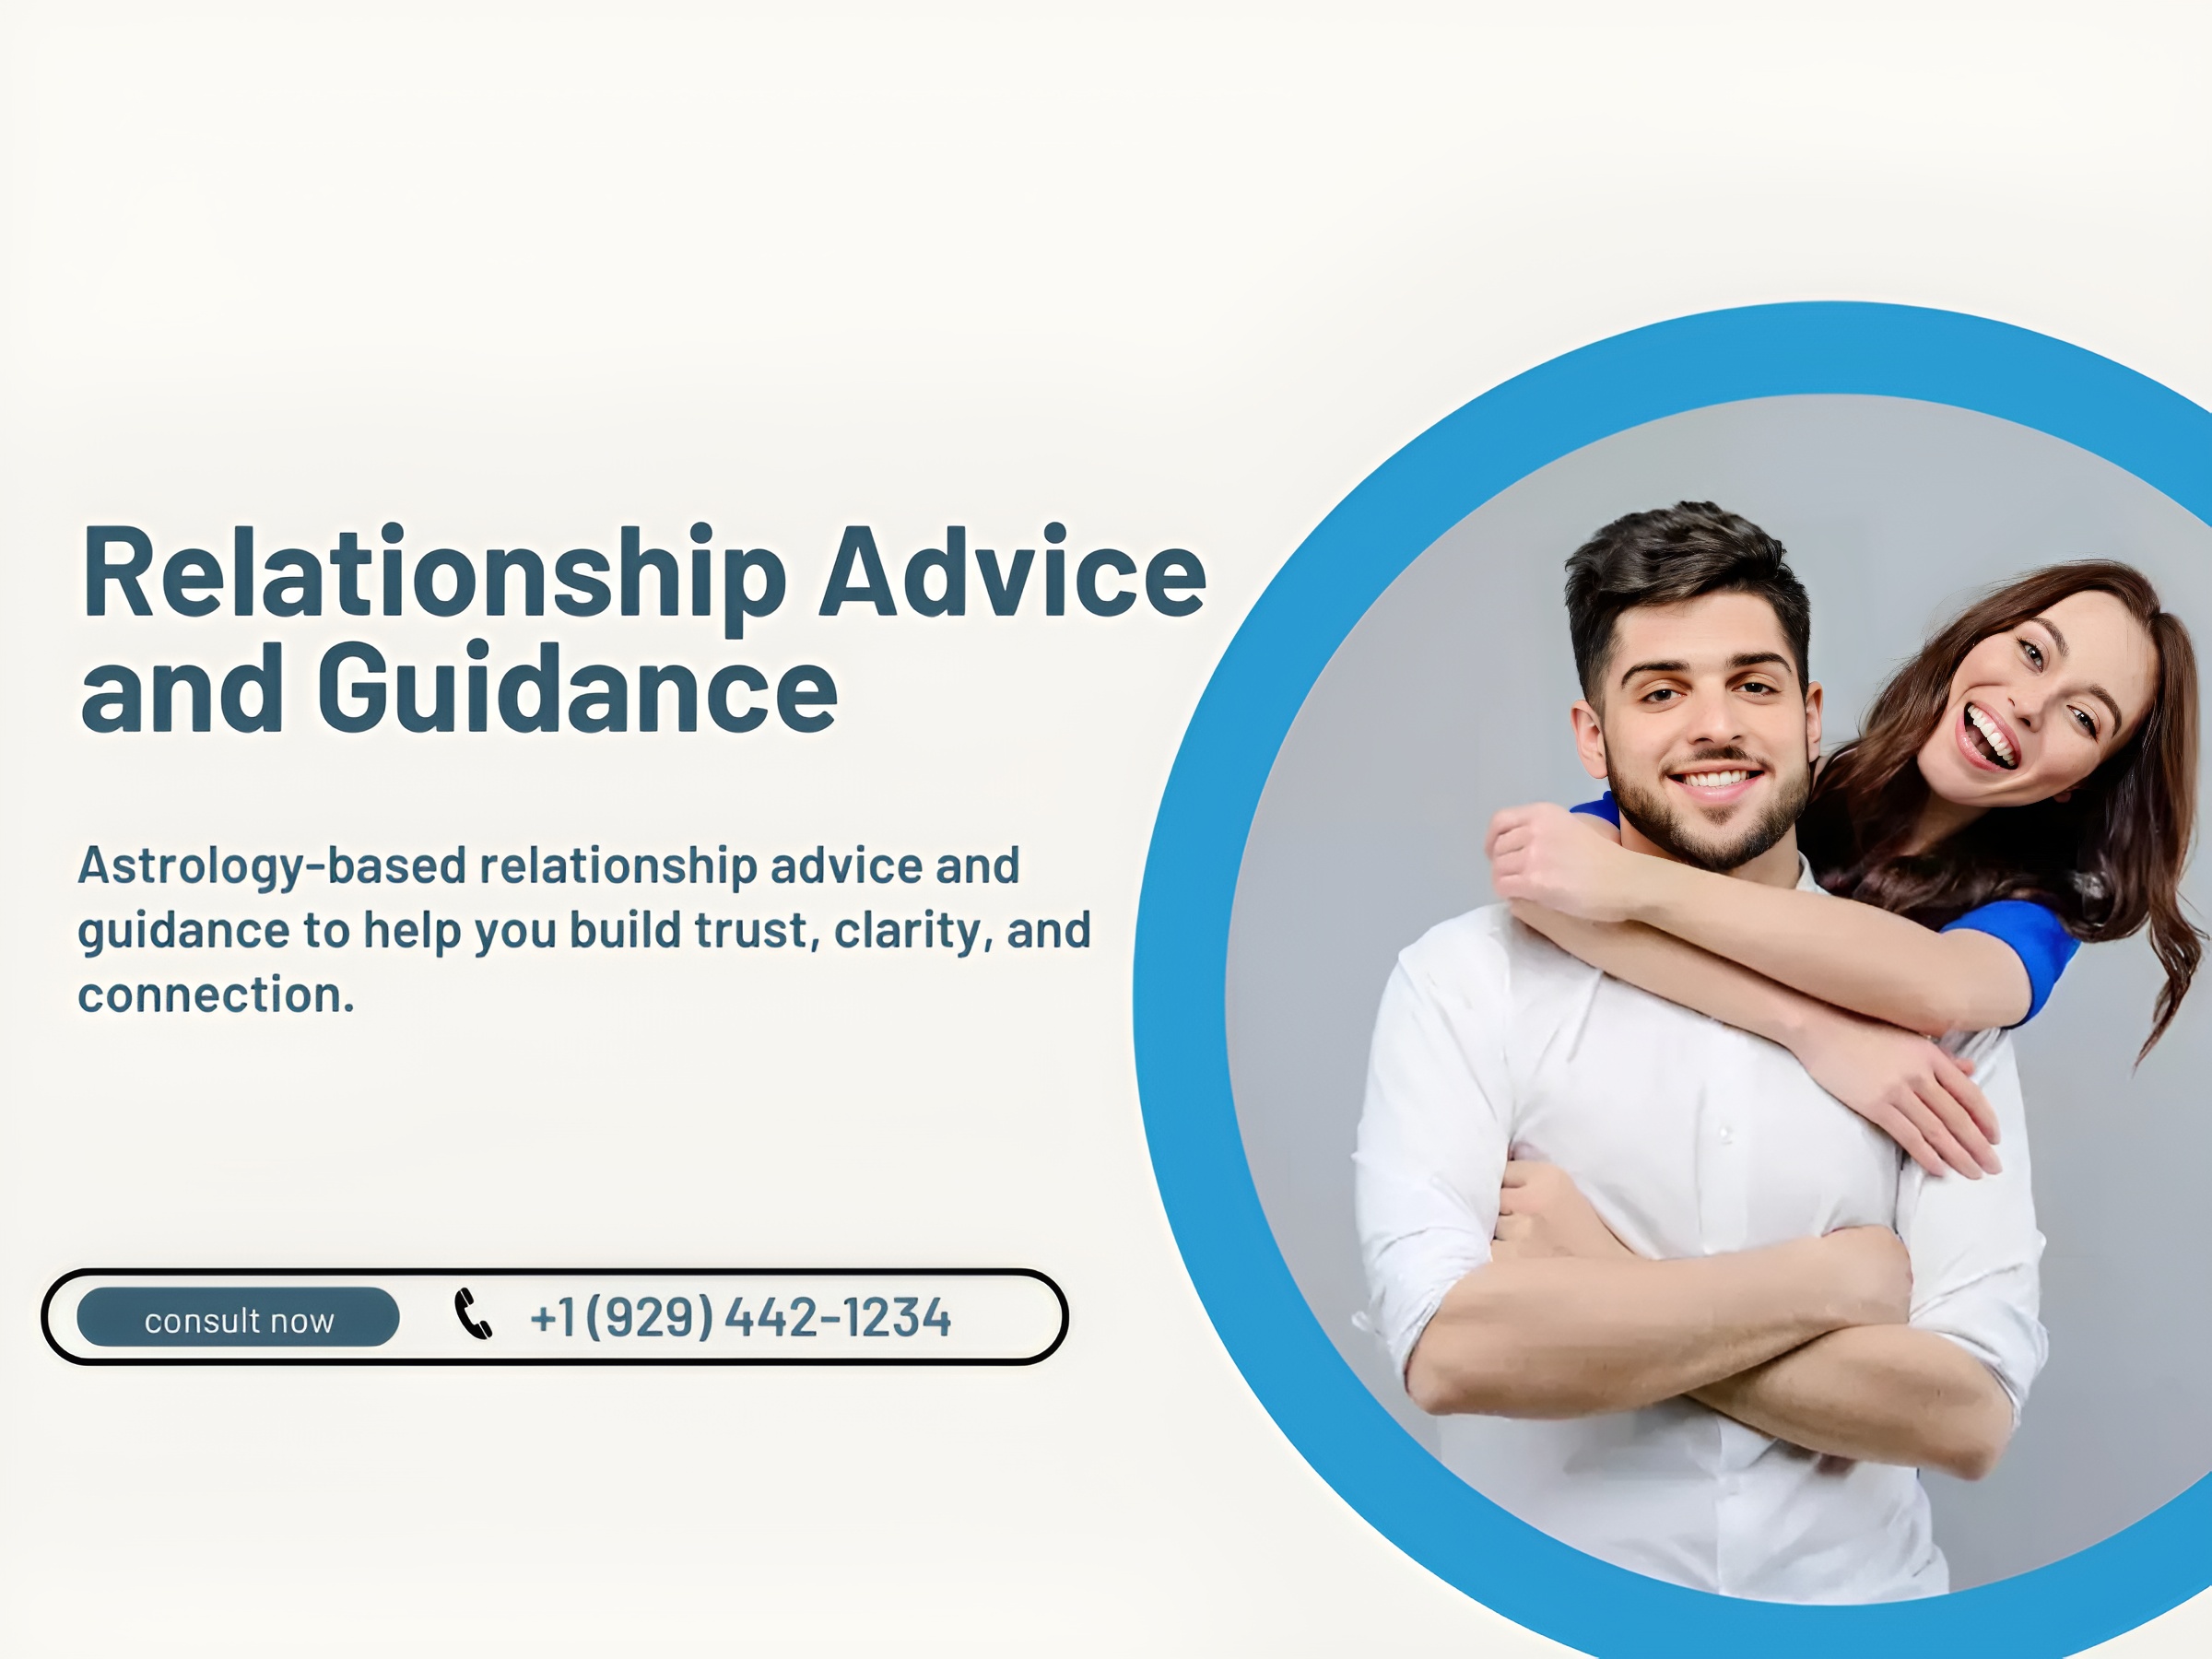 Relationship Advice
and Guidance
Astrology-based relationship advice and
guidance to help you build trust, clarity, and
connection.
consult now +1 (929) 442-1234